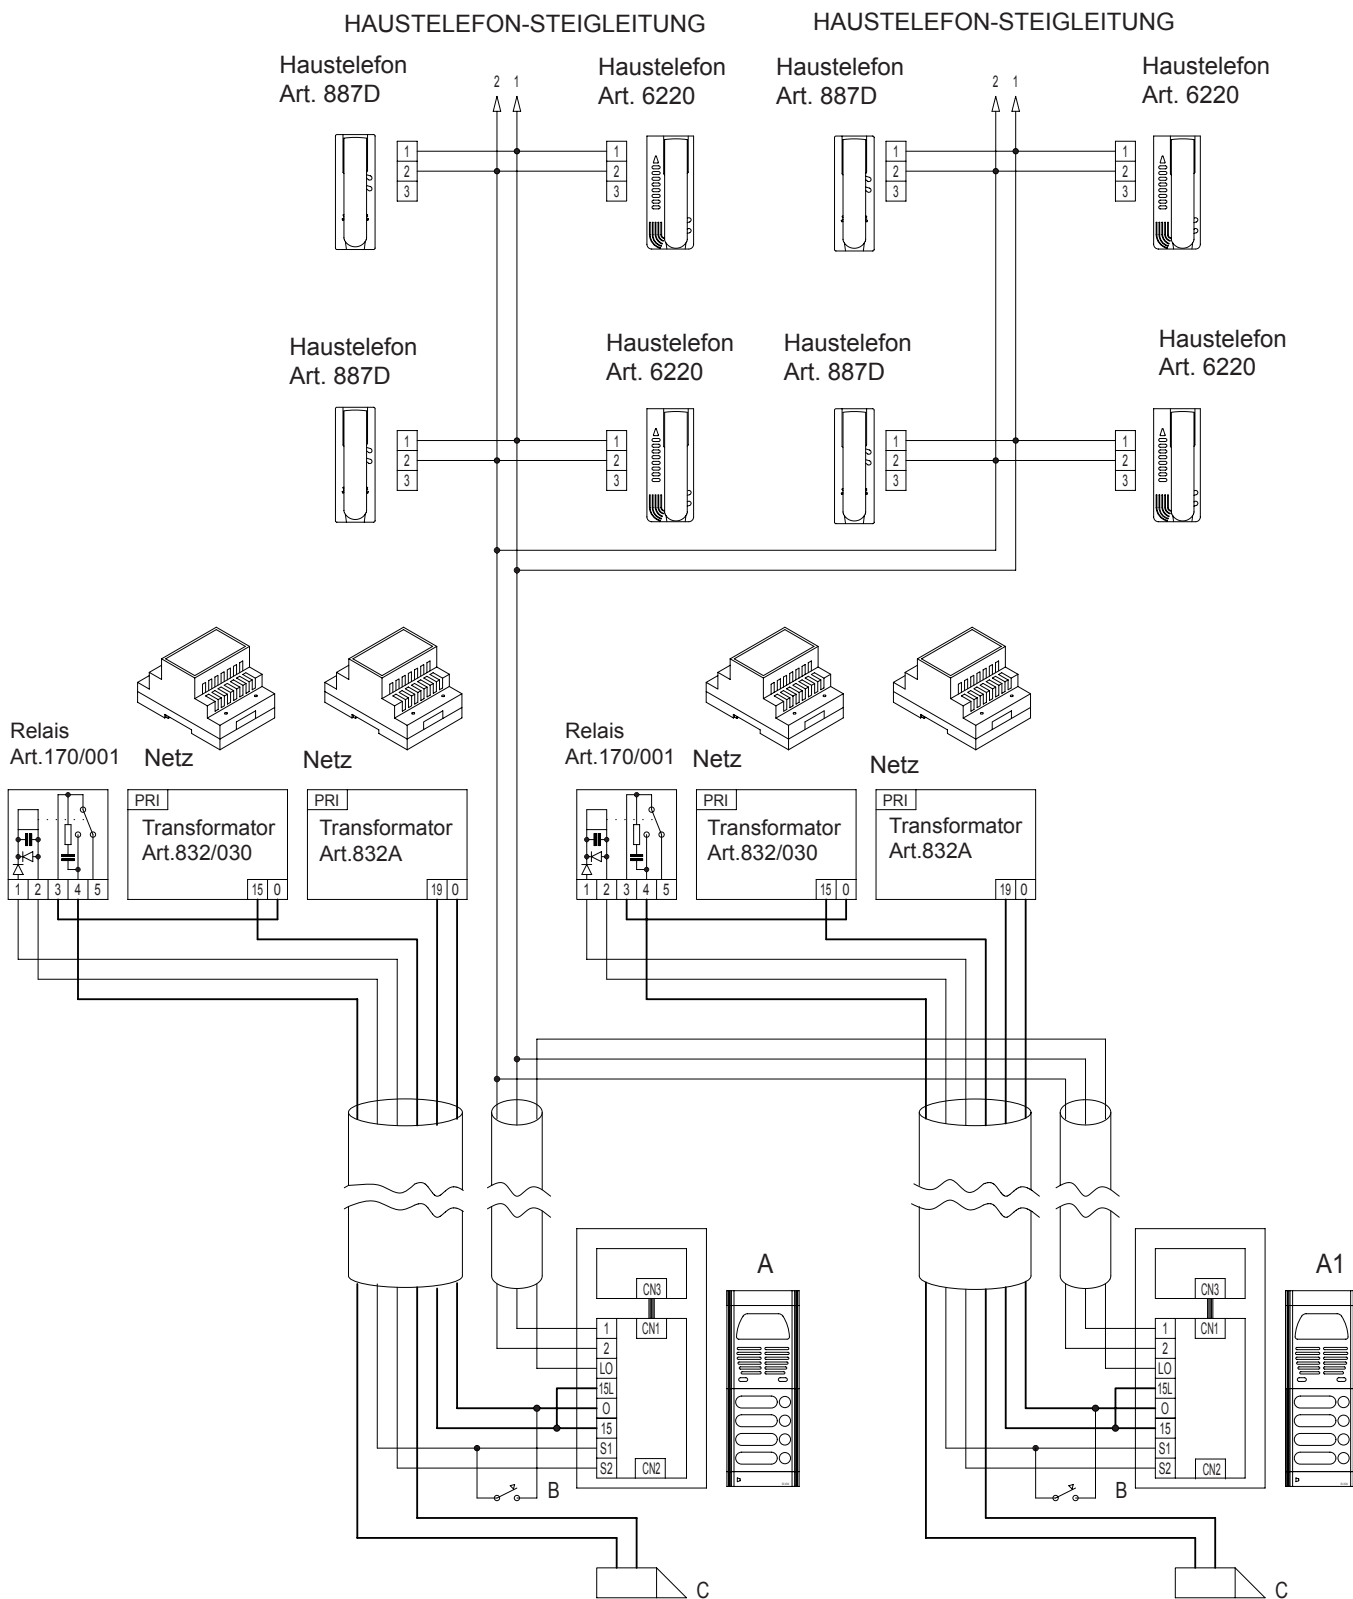 HAUSTELEFON-STEIGLEITUNG
HAUSTELEFON-STEIGLEITUNG
Haustelefon
Art. 887D
2 1
Haustelefon
Art. 6220
Haustelefon
Art. 887D
2 1
Haustelefon
Art. 6220
1
2
3
1
2
3
1
2
3
1
2
3
Haustelefon
Art. 887D
Haustelefon
Art. 6220
Haustelefon
Art. 887D
Haustelefon
Art. 6220
1
2
3
1
2
3
1
2
3
1
2
3
Relais
Art.170/001
Netz
Netz
Relais
Art.170/001
Netz
Netz
PRI
Transformator
Art.832/030
PRI
Transformator
Art.832A
PRI
Transformator
Art.832/030
PRI
Transformator
Art.832A
1 2 3 4 5
15 0
19 0
1 2 3 4 5
15 0
19 0
A
CN3
CN1
1
2
LO
15L
O
15
S1
S2
CN2
B
C
A1
CN3
CN1
1
2
LO
15L
O
15
S1
S2
CN2
B
C